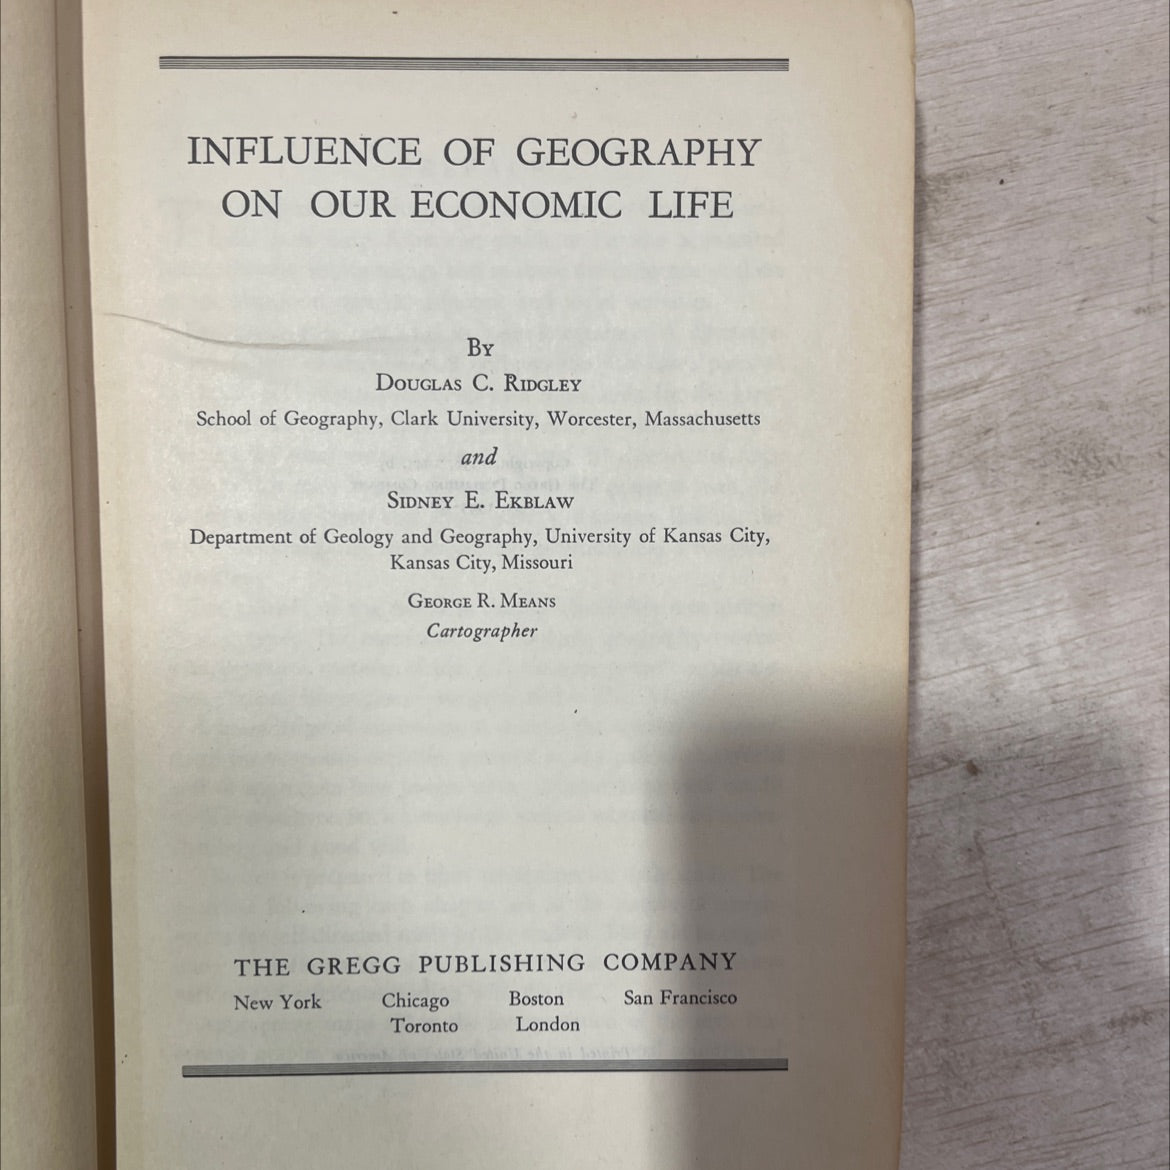 INFLUENCE OF GEOGRAPHY
ON OUR ECONOMIC LIFE
By
Douglas C. Ridgley
School of Geography, Clark University, Worcester, Massachusetts
and
Sidney E. Ekblaw
Department of Geology and Geography, University of Kansas City,
Kansas City, Missouri
George R. Means
Cartographer
THE GREGG PUBLISHING COMPANY
New York Chicago Boston San Francisco
Toronto London